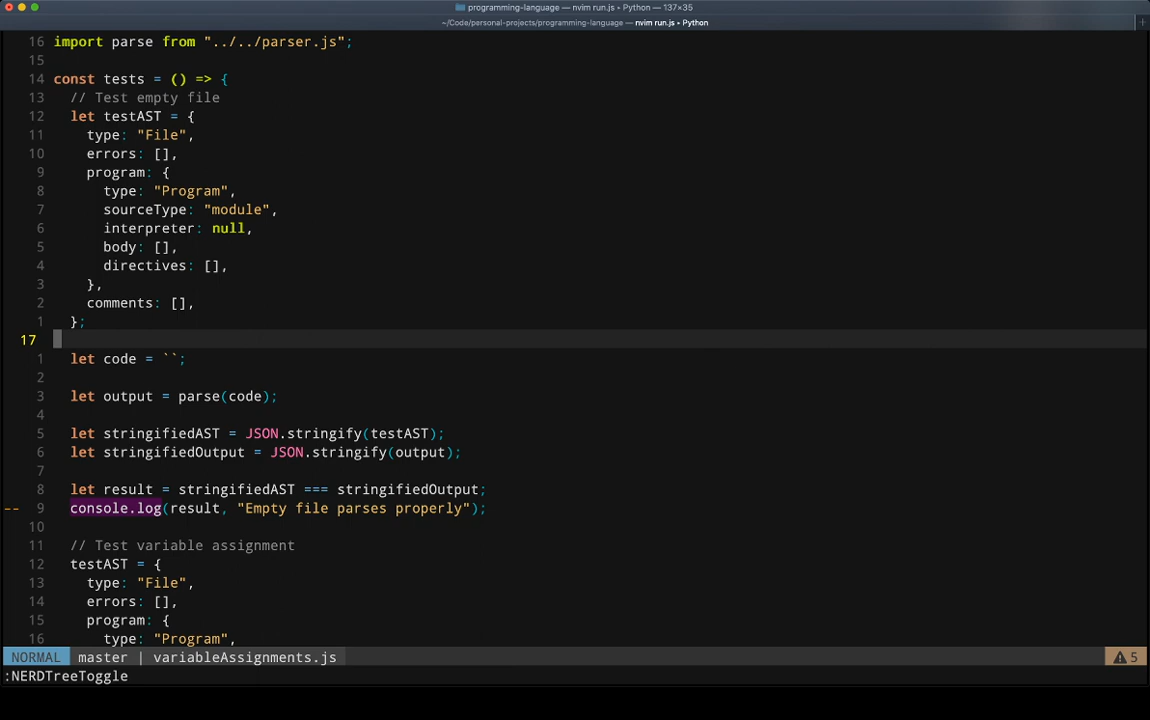 programming-language — nvim run.js • Python — 137×35
~/Code/personal-projects/programming-language — nvim run.js • Python +
16 import parse from "../../parser.js";
15
14 const tests = () => {
13 // Test empty file
12 let testAST = {
11 type: "File",
10 errors: [],
9 program: {
8 type: "Program",
7 sourceType: "module",
6 interpreter: null,
5 body: [],
4 directives: [],
3 },
2 comments: [],
1 };
17
1 let code = ``;
2
3 let output = parse(code);
4
5 let stringifiedAST = JSON.stringify(testAST);
6 let stringifiedOutput = JSON.stringify(output);
7
8 let result = stringifiedAST === stringifiedOutput;
-- 9 console.log(result, "Empty file parses properly");
10
11 // Test variable assignment
12 testAST = {
13 type: "File",
14 errors: [],
15 program: {
16 type: "Program",
NORMAL master | variableAssignments.js ⚠ 5
:NERDTreeToggle